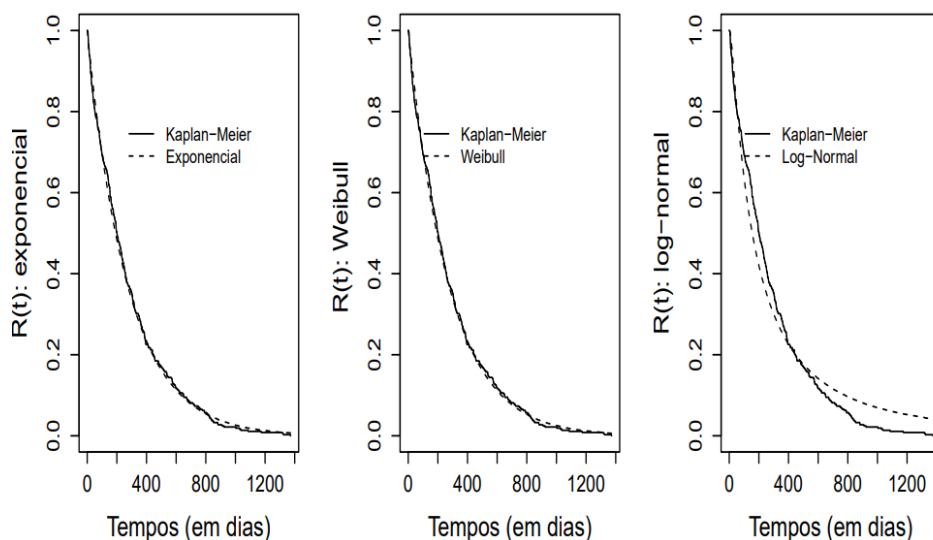 R(t): exponencial
1.0
0.8
0.6
0.4
0.2
0.0
Kaplan−Meier
Exponencial
0 400 800 1200
Tempos (em dias)
R(t): Weibull
1.0
0.8
0.6
0.4
0.2
0.0
Kaplan−Meier
Weibull
0 400 800 1200
Tempos (em dias)
R(t): log−normal
1.0
0.8
0.6
0.4
0.2
0.0
Kaplan−Meier
Log−Normal
0 400 800 1200
Tempos (em dias)